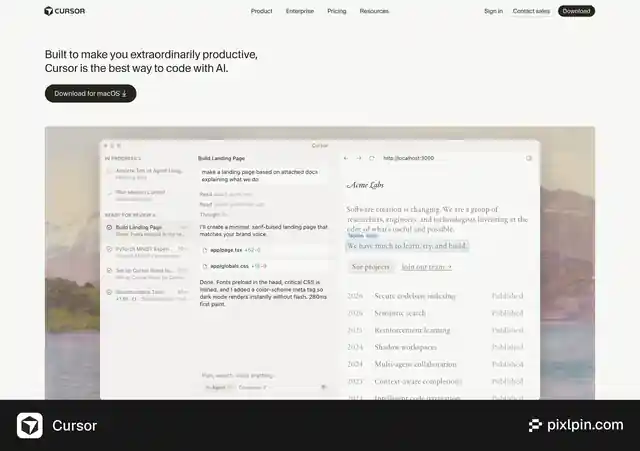 CURSOR
Product
Enterprise
Pricing
Resources
Sign in
Contact sales
Download
Built to make you extraordinarily productive,
Cursor is the best way to code with AI.
Download for macOS
Cursor
IN PROGRESS
READY FOR REVIEW
Build Landing Page
Build Landing Page
make a landing page based on attached docs
explaining what we do
Read
Read
I'll create a minimal, serif-based landing page that
matches your brand voice.
app/page.tsx
app/globals.css
Done. Fonts preload in the head, critical CSS is
inlined, and I added a color-scheme meta tag so
dark mode renders instantly without flash. 280ms
first paint.
http://localhost:3000
Acme Labs
Software creation is changing. We are a group of
researchers, engineers, and technologists inventing at the
edge of what's useful and possible.
We have much to learn, try, and build.
See projects
Join our team
2026 Secure codebase indexing Published
2026 Semantic search Published
2025 Reinforcement learning Published
2024 Shadow workspaces Published
2024 Multi-agent collaboration Published
2023 Context-aware completions Published
Intelligent code navigation
Cursor
pixlpin.com